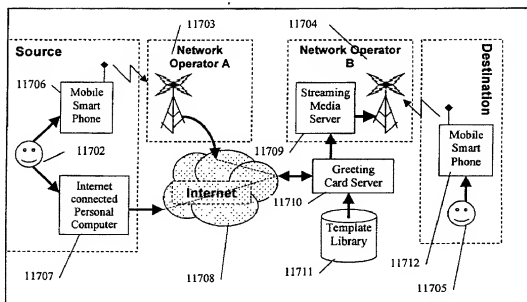 11703
11704
Source
Network
Operator A
Network Operator
B
Destination
11706
Mobile
Smart
Phone
Streaming
Media
Server
11702
11709
Mobile
Smart
Phone
Internet
connected
Personal
Computer
Internet
Greeting
Card Server
11710
Template
Library
11707
11708
11711
11712
11705